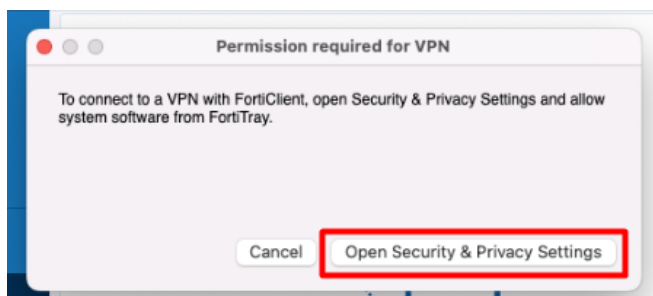 Permission required for VPN
To connect to a VPN with FortiClient, open Security & Privacy Settings and allow
system software from FortiTray.
Cancel
Open Security & Privacy Settings